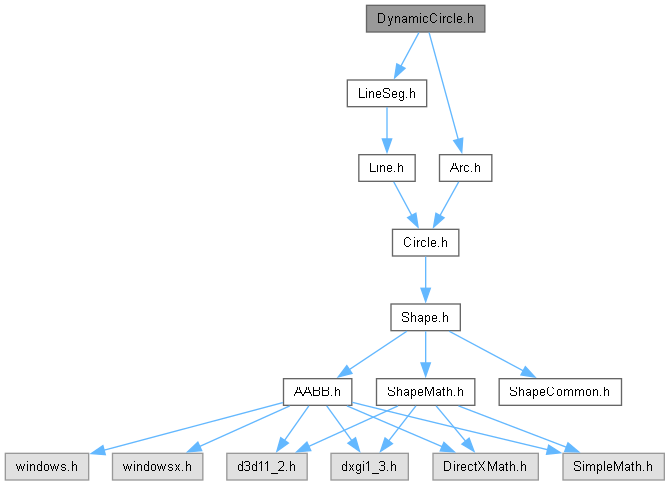 DynamicCircle.h
LineSeg.h
Line.h
Arc.h
Circle.h
Shape.h
AABB.h
ShapeMath.h
ShapeCommon.h
windows.h
windowsx.h
d3d11_2.h
dxgi1_3.h
DirectXMath.h
SimpleMath.h